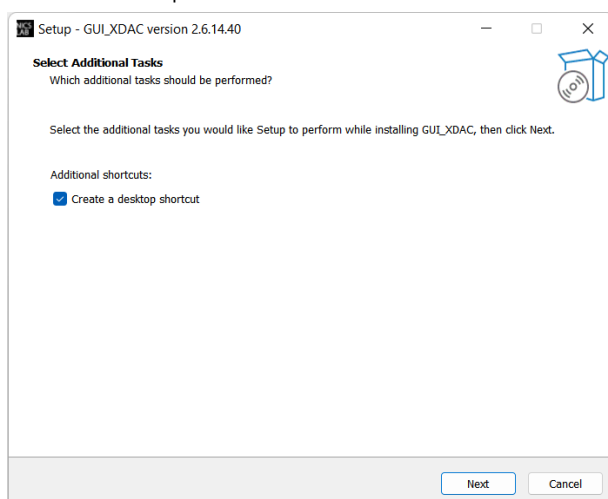 NICS
LAB
Setup - GUI_XDAC version 2.6.14.40
Select Additional Tasks
Which additional tasks should be performed?
Select the additional tasks you would like Setup to perform while installing GUI_XDAC, then click Next.
Additional shortcuts:
Create a desktop shortcut
Next
Cancel